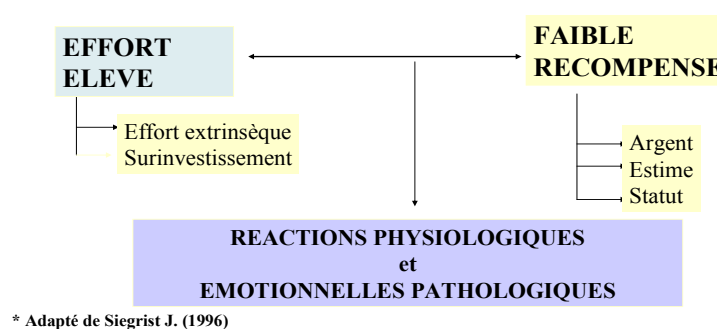 EFFORT
ELEVE
FAIBLE
RECOMPENSE
Effort extrinsèque
Surinvestissement
Argent
Estime
Statut
REACTIONS PHYSIOLOGIQUES
et
EMOTIONNELLES PATHOLOGIQUES
* Adapté de Siegrist J. (1996)